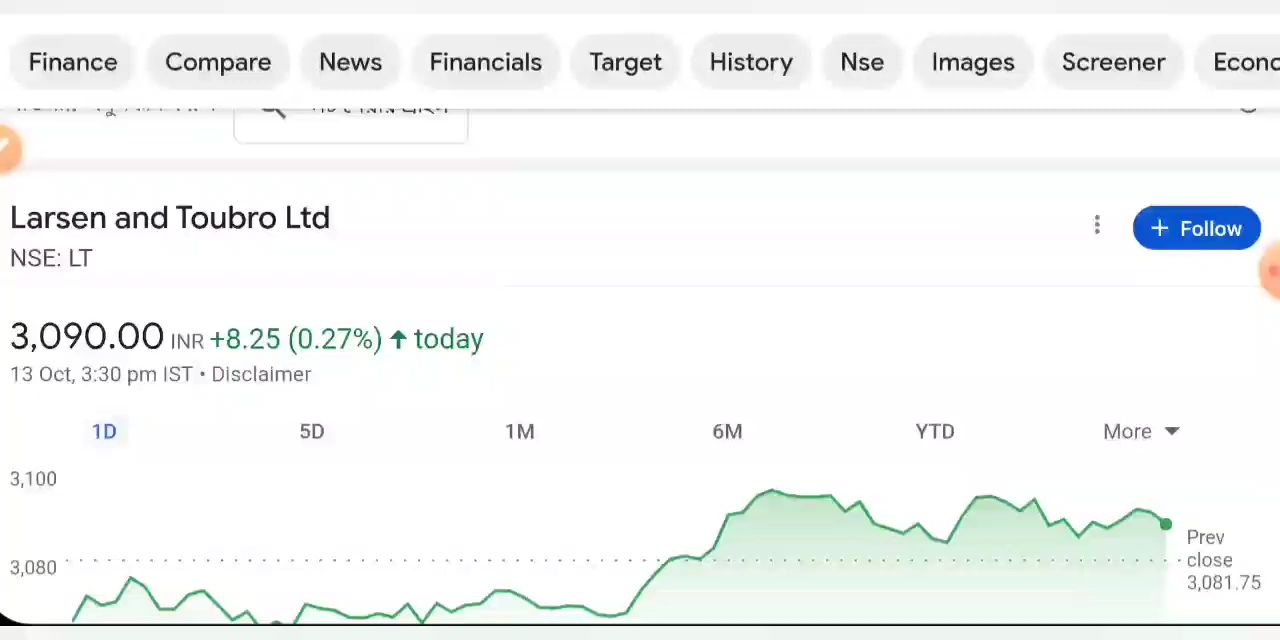 Finance Compare News Financials Target History Nse Images Screener Econo
Larsen and Toubro Ltd
NSE: LT
+ Follow
3,090.00 INR +8.25 (0.27%) ↑ today
13 Oct, 3:30 pm IST • Disclaimer
1D 5D 1M 6M YTD More
3,100
3,080
Prev
close
3,081.75